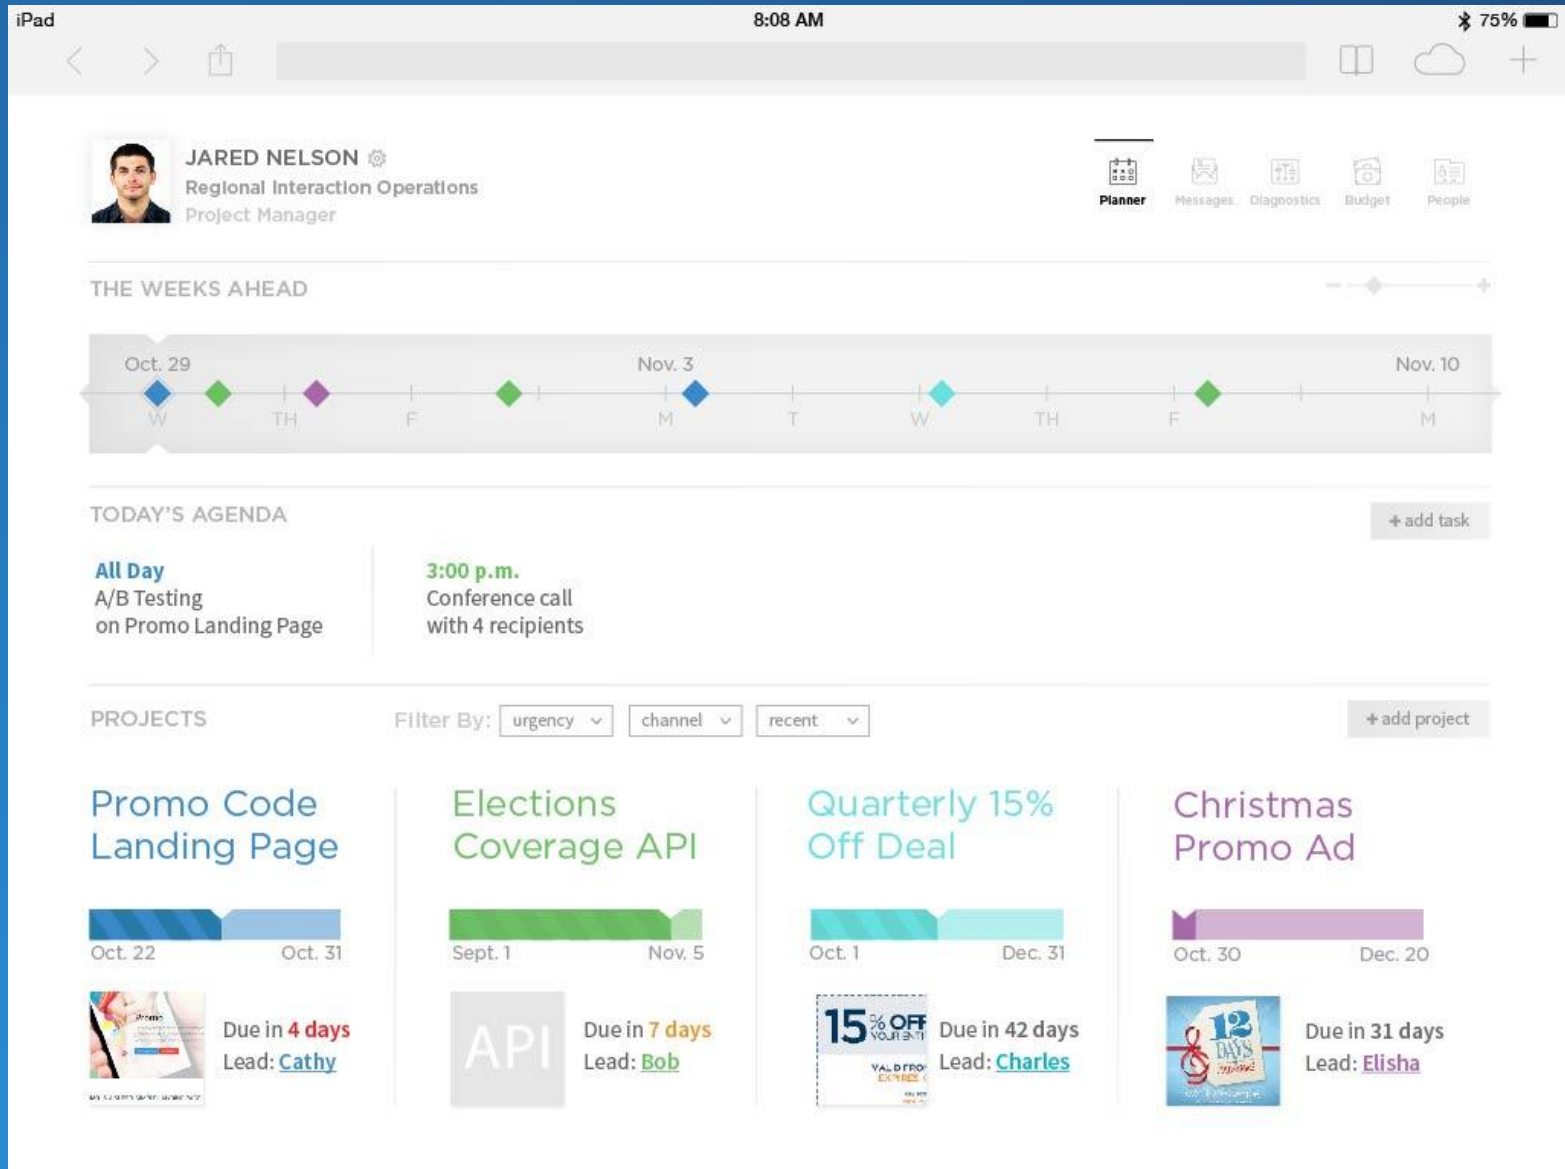 iPad
8:08 AM
75%
JARED NELSON
Regional Interaction Operations
Project Manager
Planner
Messages
Diagnostics
Budget
People
THE WEEKS AHEAD
Oct. 29
Nov. 3
Nov. 10
W
TH
F
M
T
W
TH
F
M
TODAY'S AGENDA
+ add task
All Day
A/B Testing
on Promo Landing Page
3:00 p.m.
Conference call
with 4 recipients
PROJECTS
Filter By:
urgency
channel
recent
+ add project
Promo Code
Landing Page
Oct. 22
Oct. 31
Promo
Due in 4 days
Lead: Cathy
Elections
Coverage API
Sept. 1
Nov. 5
API
Due in 7 days
Lead: Bob
Quarterly 15%
Off Deal
Oct. 1
Dec. 31
15% OFF
Due in 42 days
Lead: Charles
Christmas
Promo Ad
Oct. 30
Dec. 20
12
DAYS
Due in 31 days
Lead: Elisha